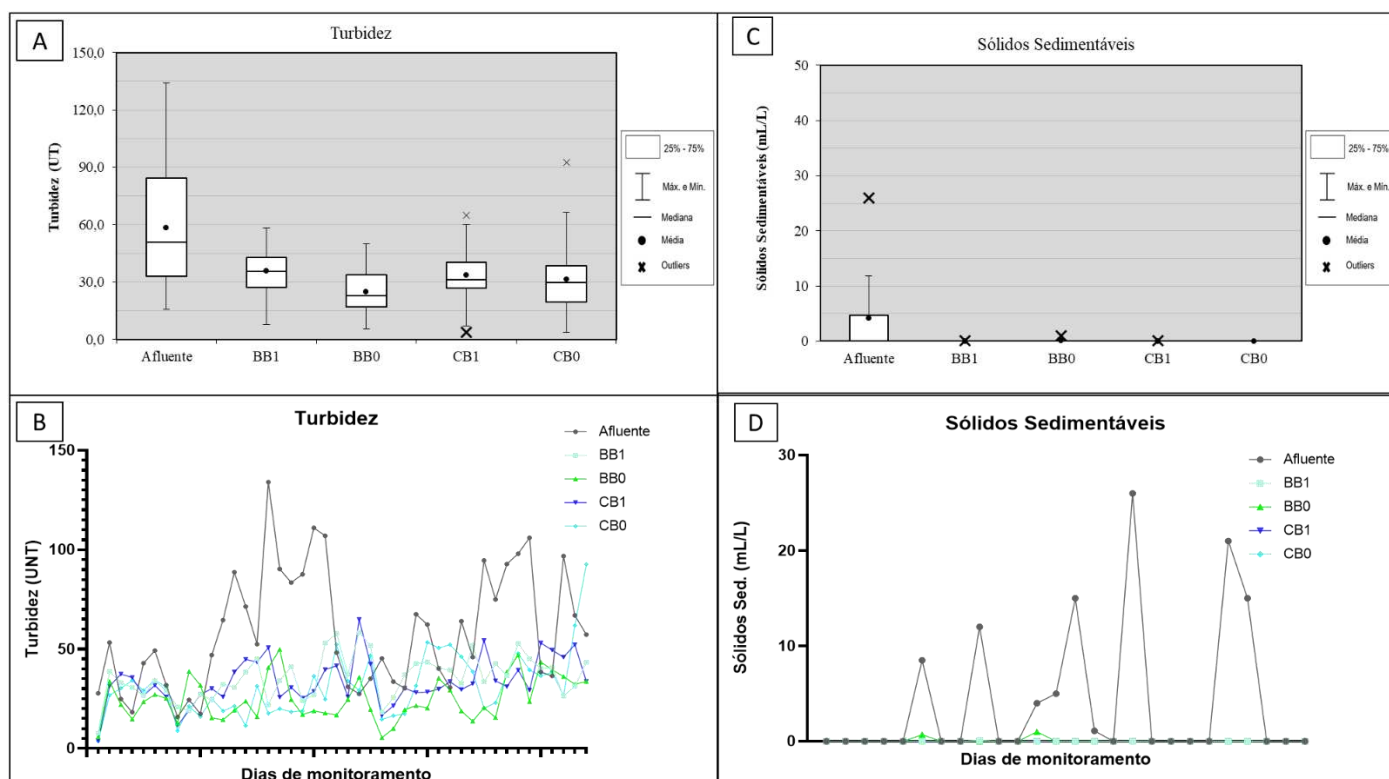 A
Turbidez
Turbidez (UT)
150,0
120,0
90,0
60,0
30,0
0,0
Afluente BB1 BB0 CB1 CB0
25% - 75%
Máx. e Mín.
Mediana
Média
Outliers
C
Sólidos Sedimentáveis
Sólidos Sedimentáveis (mL/L)
50
40
30
20
10
0
Afluente BB1 BB0 CB1 CB0
25% - 75%
Máx. e Mín.
Mediana
Média
Outliers
B
Turbidez
Turbidez (UNT)
150
100
50
0
Afluente
BB1
BB0
CB1
CB0
Dias de monitoramento
D
Sólidos Sedimentáveis
Sólidos Sed. (mL/L)
30
20
10
0
Afluente
BB1
BB0
CB1
CB0
Dias de monitoramento